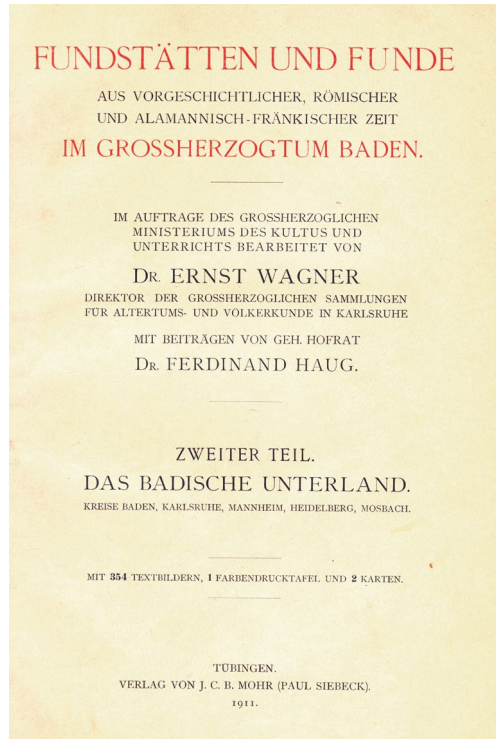 FUNDSTÄTTEN UND FUNDE
AUS VORGESCHICHTLICHER, RÖMISCHER
UND ALAMANNISCH-FRÄNKISCHER ZEIT
IM GROSSHERZOGTUM BADEN.
IM AUFTRAGE DES GROSSHERZOGLICHEN
MINISTERIUMS DES KULTUS UND
UNTERRICHTS BEARBEITET VON
DR. ERNST WAGNER
DIREKTOR DER GROSSHERZOGLICHEN SAMMLUNGEN
FÜR ALTERTUMS- UND VÖLKERKUNDE IN KARLSRUHE
MIT BEITRÄGEN VON GEH. HOFRAT
DR. FERDINAND HAUG.
ZWEITER TEIL.
DAS BADISCHE UNTERLAND.
KREISE BADEN, KARLSRUHE, MANNHEIM, HEIDELBERG, MOSBACH.
MIT 354 TEXTBILDERN, 1 FARBENDRUCKTAFEL UND 2 KARTEN.
TÜBINGEN.
VERLAG VON J. C. B. MOHR (PAUL SIEBECK).
1911.